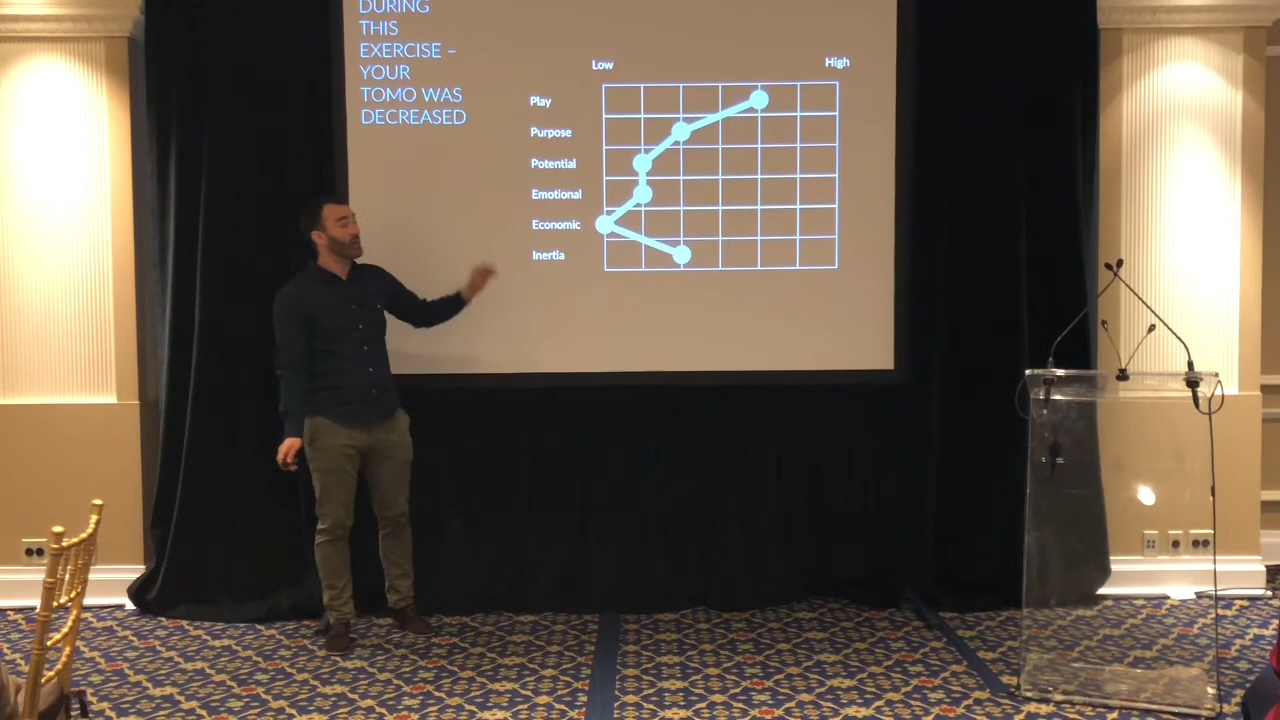 DURING
THIS
EXERCISE –
YOUR
TOMO WAS
DECREASED
Low High
Play
Purpose
Potential
Emotional
Economic
Inertia